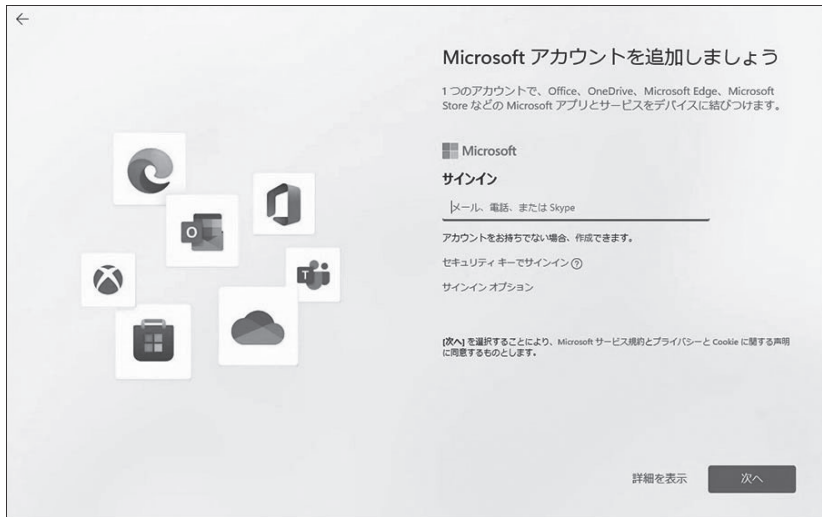 Microsoft アカウントを追加しましょう
1 つのアカウントで、Office、OneDrive、Microsoft Edge、Microsoft
Store などの Microsoft アプリとサービスをデバイスに結びつけます。
Microsoft
サインイン
メール、電話、または Skype
アカウントをお持ちでない場合、作成できます。
セキュリティ キーでサインイン ?
サインイン オプション
[次へ] を選択することにより、Microsoft サービス規約とプライバシーと Cookie に関する声明
に同意するものとします。
詳細を表示
次へ